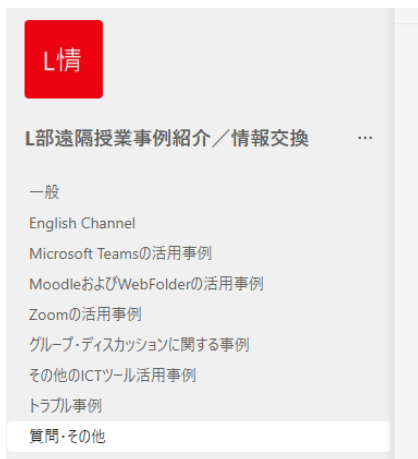 L情
L部遠隔授業事例紹介／情報交換 …
一般
English Channel
Microsoft Teamsの活用事例
MoodleおよびWebFolderの活用事例
Zoomの活用事例
グループ・ディスカッションに関する事例
その他のICTツール活用事例
トラブル事例
質問・その他